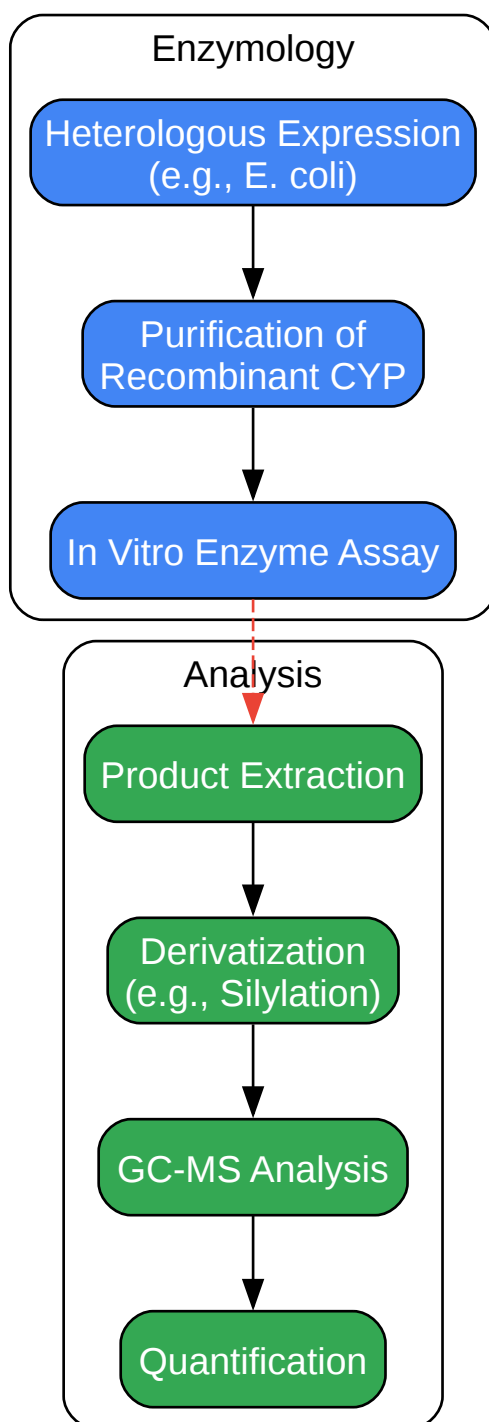 Enzymology
Heterologous Expression
(e.g., E. coli)
Purification of
Recombinant CYP
In Vitro Enzyme Assay
Analysis
Product Extraction
Derivatization
(e.g., Silylation)
GC-MS Analysis
Quantification